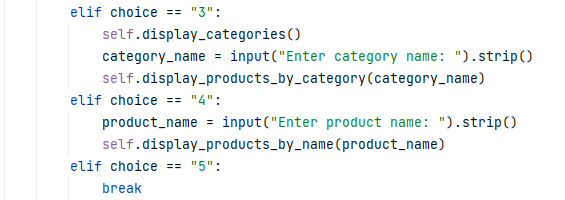 elif choice == "3":
self.display_categories()
category_name = input("Enter category name: ").strip()
self.display_products_by_category(category_name)
elif choice == "4":
product_name = input("Enter product name: ").strip()
self.display_products_by_name(product_name)
elif choice == "5":
break